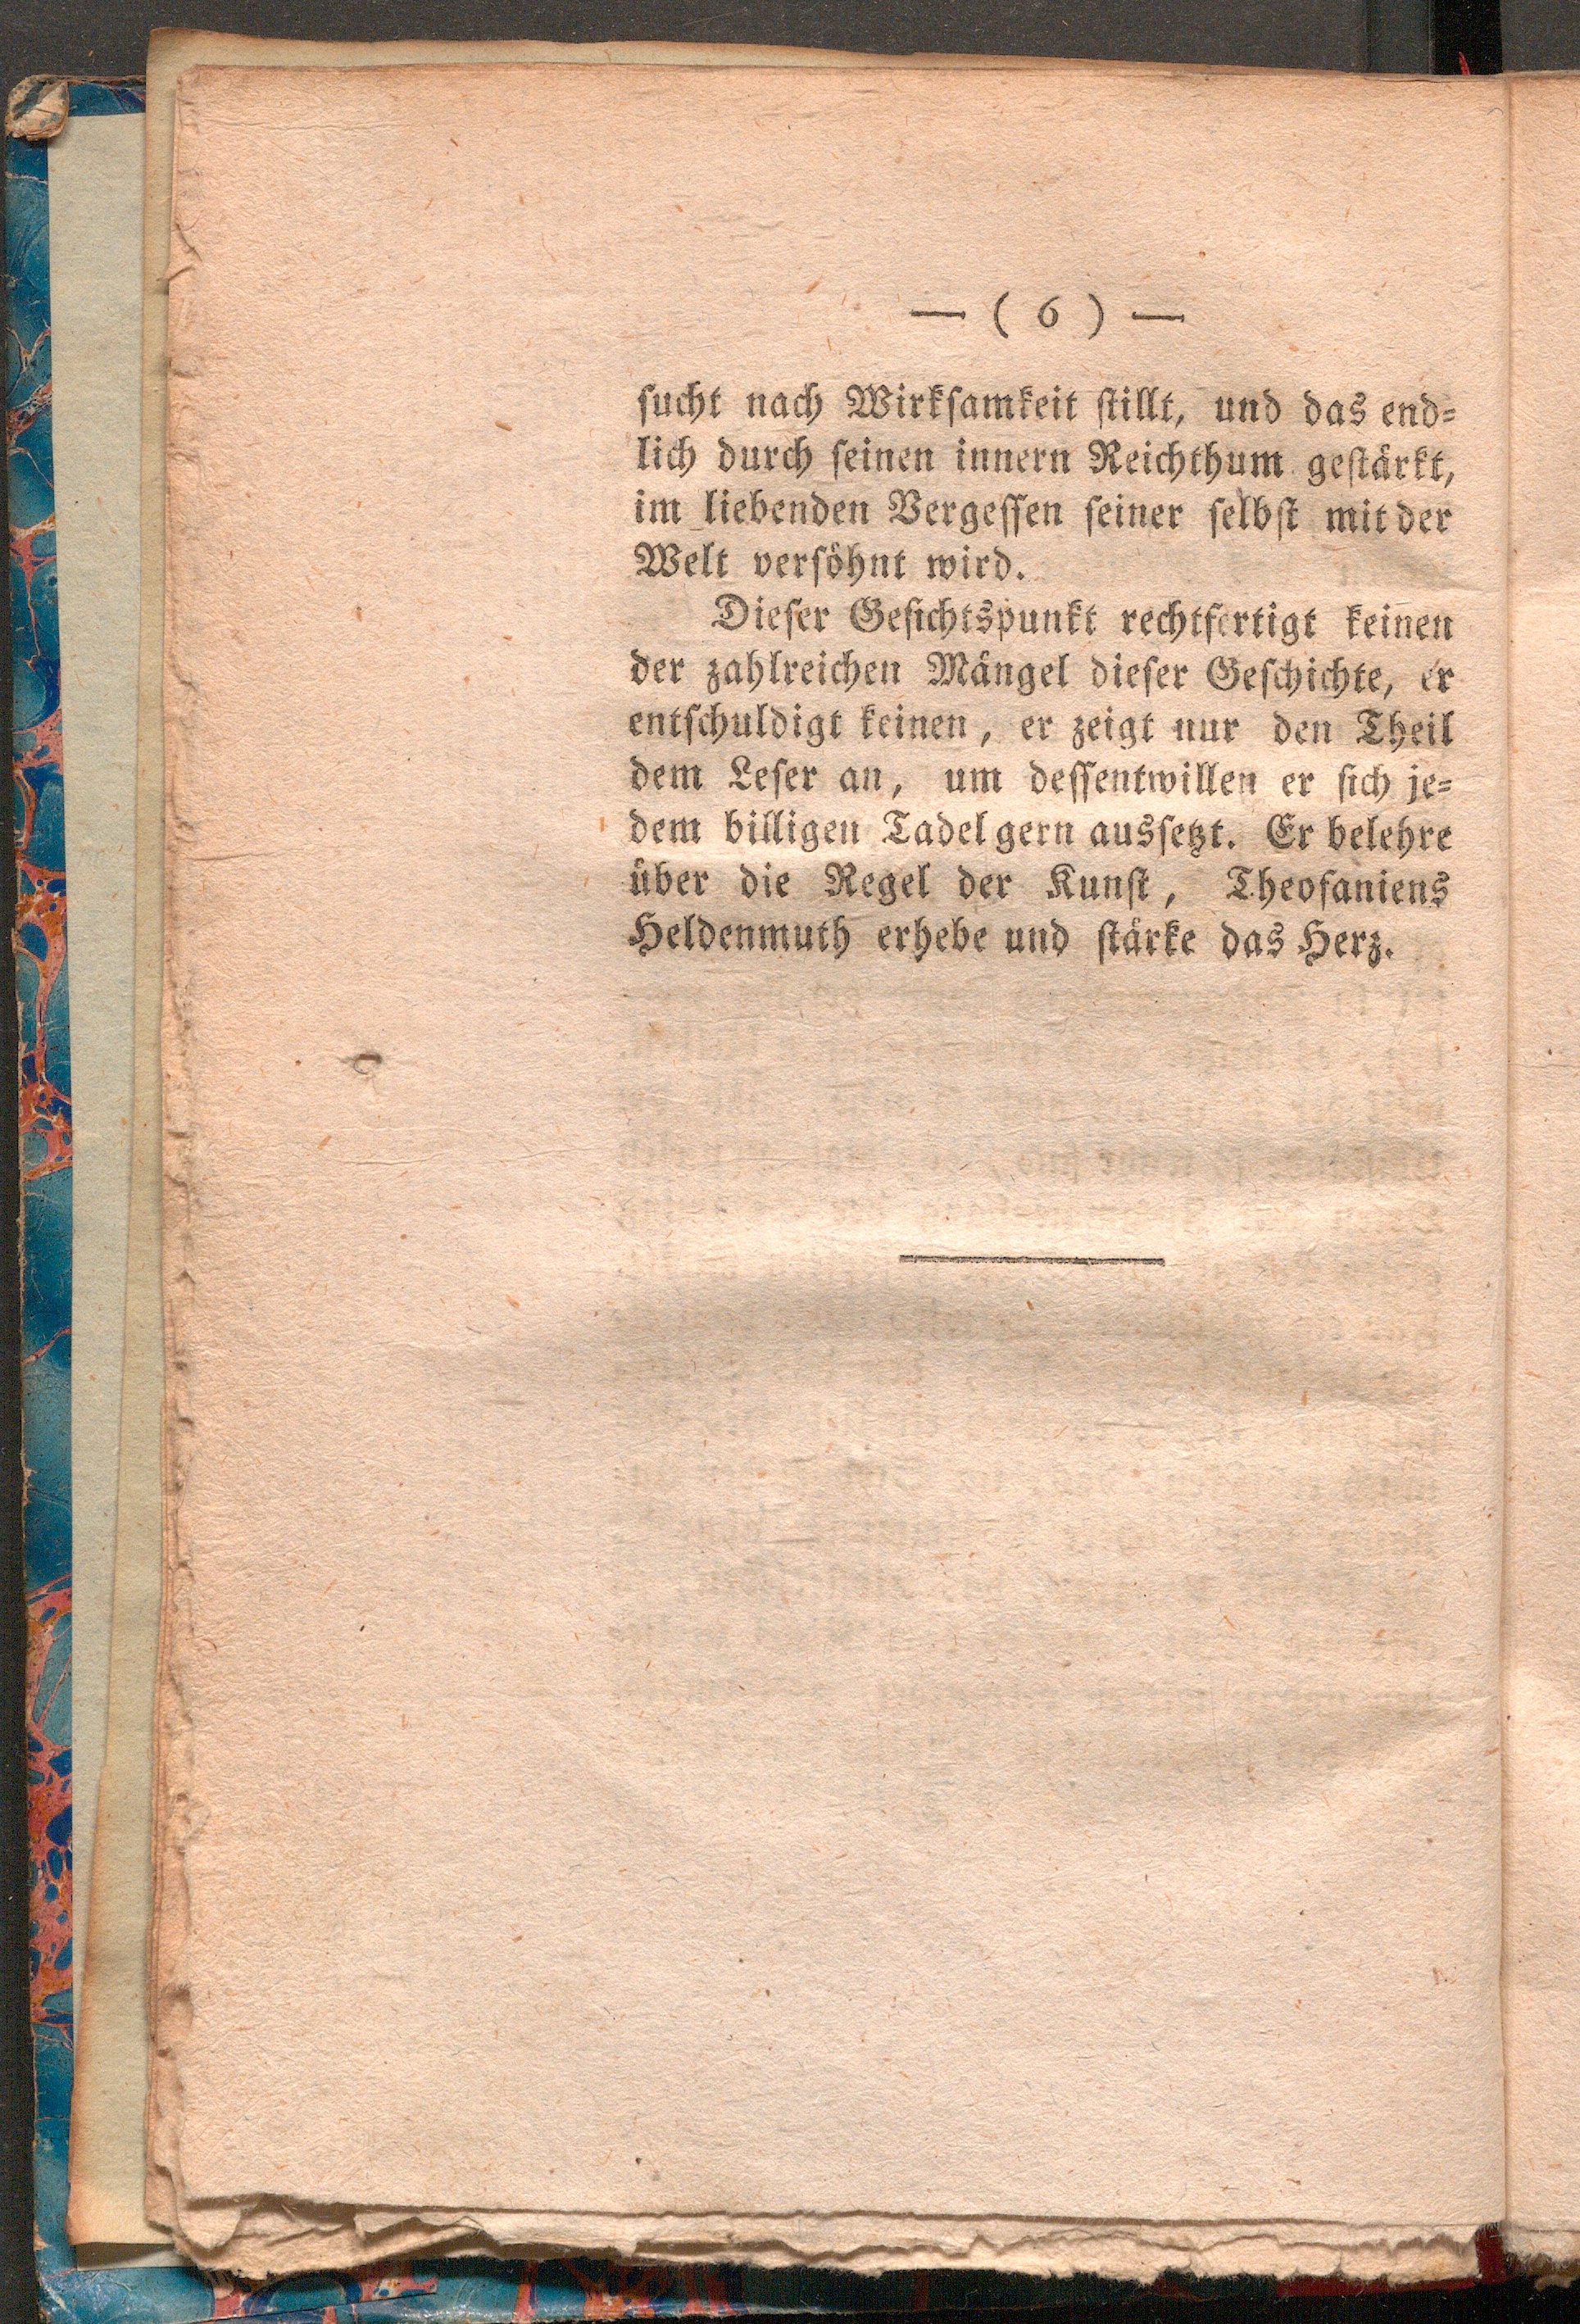 — ( 6 ) —
ſucht nach Wirkſamkeit ſtillt, und das end⸗
lich durch ſeinen innern Reichthum geſtärkt,
im liebenden Vergeſſen ſeiner ſelbſt mit der
Welt verſöhnt wird.
Dieſer Geſichtspunkt rechtfertigt keinen
der zahlreichen Mängel dieſer Geſchichte, er
entſchuldigt keinen, er zeigt nur den Theil
dem Leſer an, um deſſentwillen er ſich je⸗
dem billigen Tadel gern ausſetzt. Er belehre
über die Regel der Kunſt, Theofaniens
Heldenmuth erhebe und ſtärke das Herz.